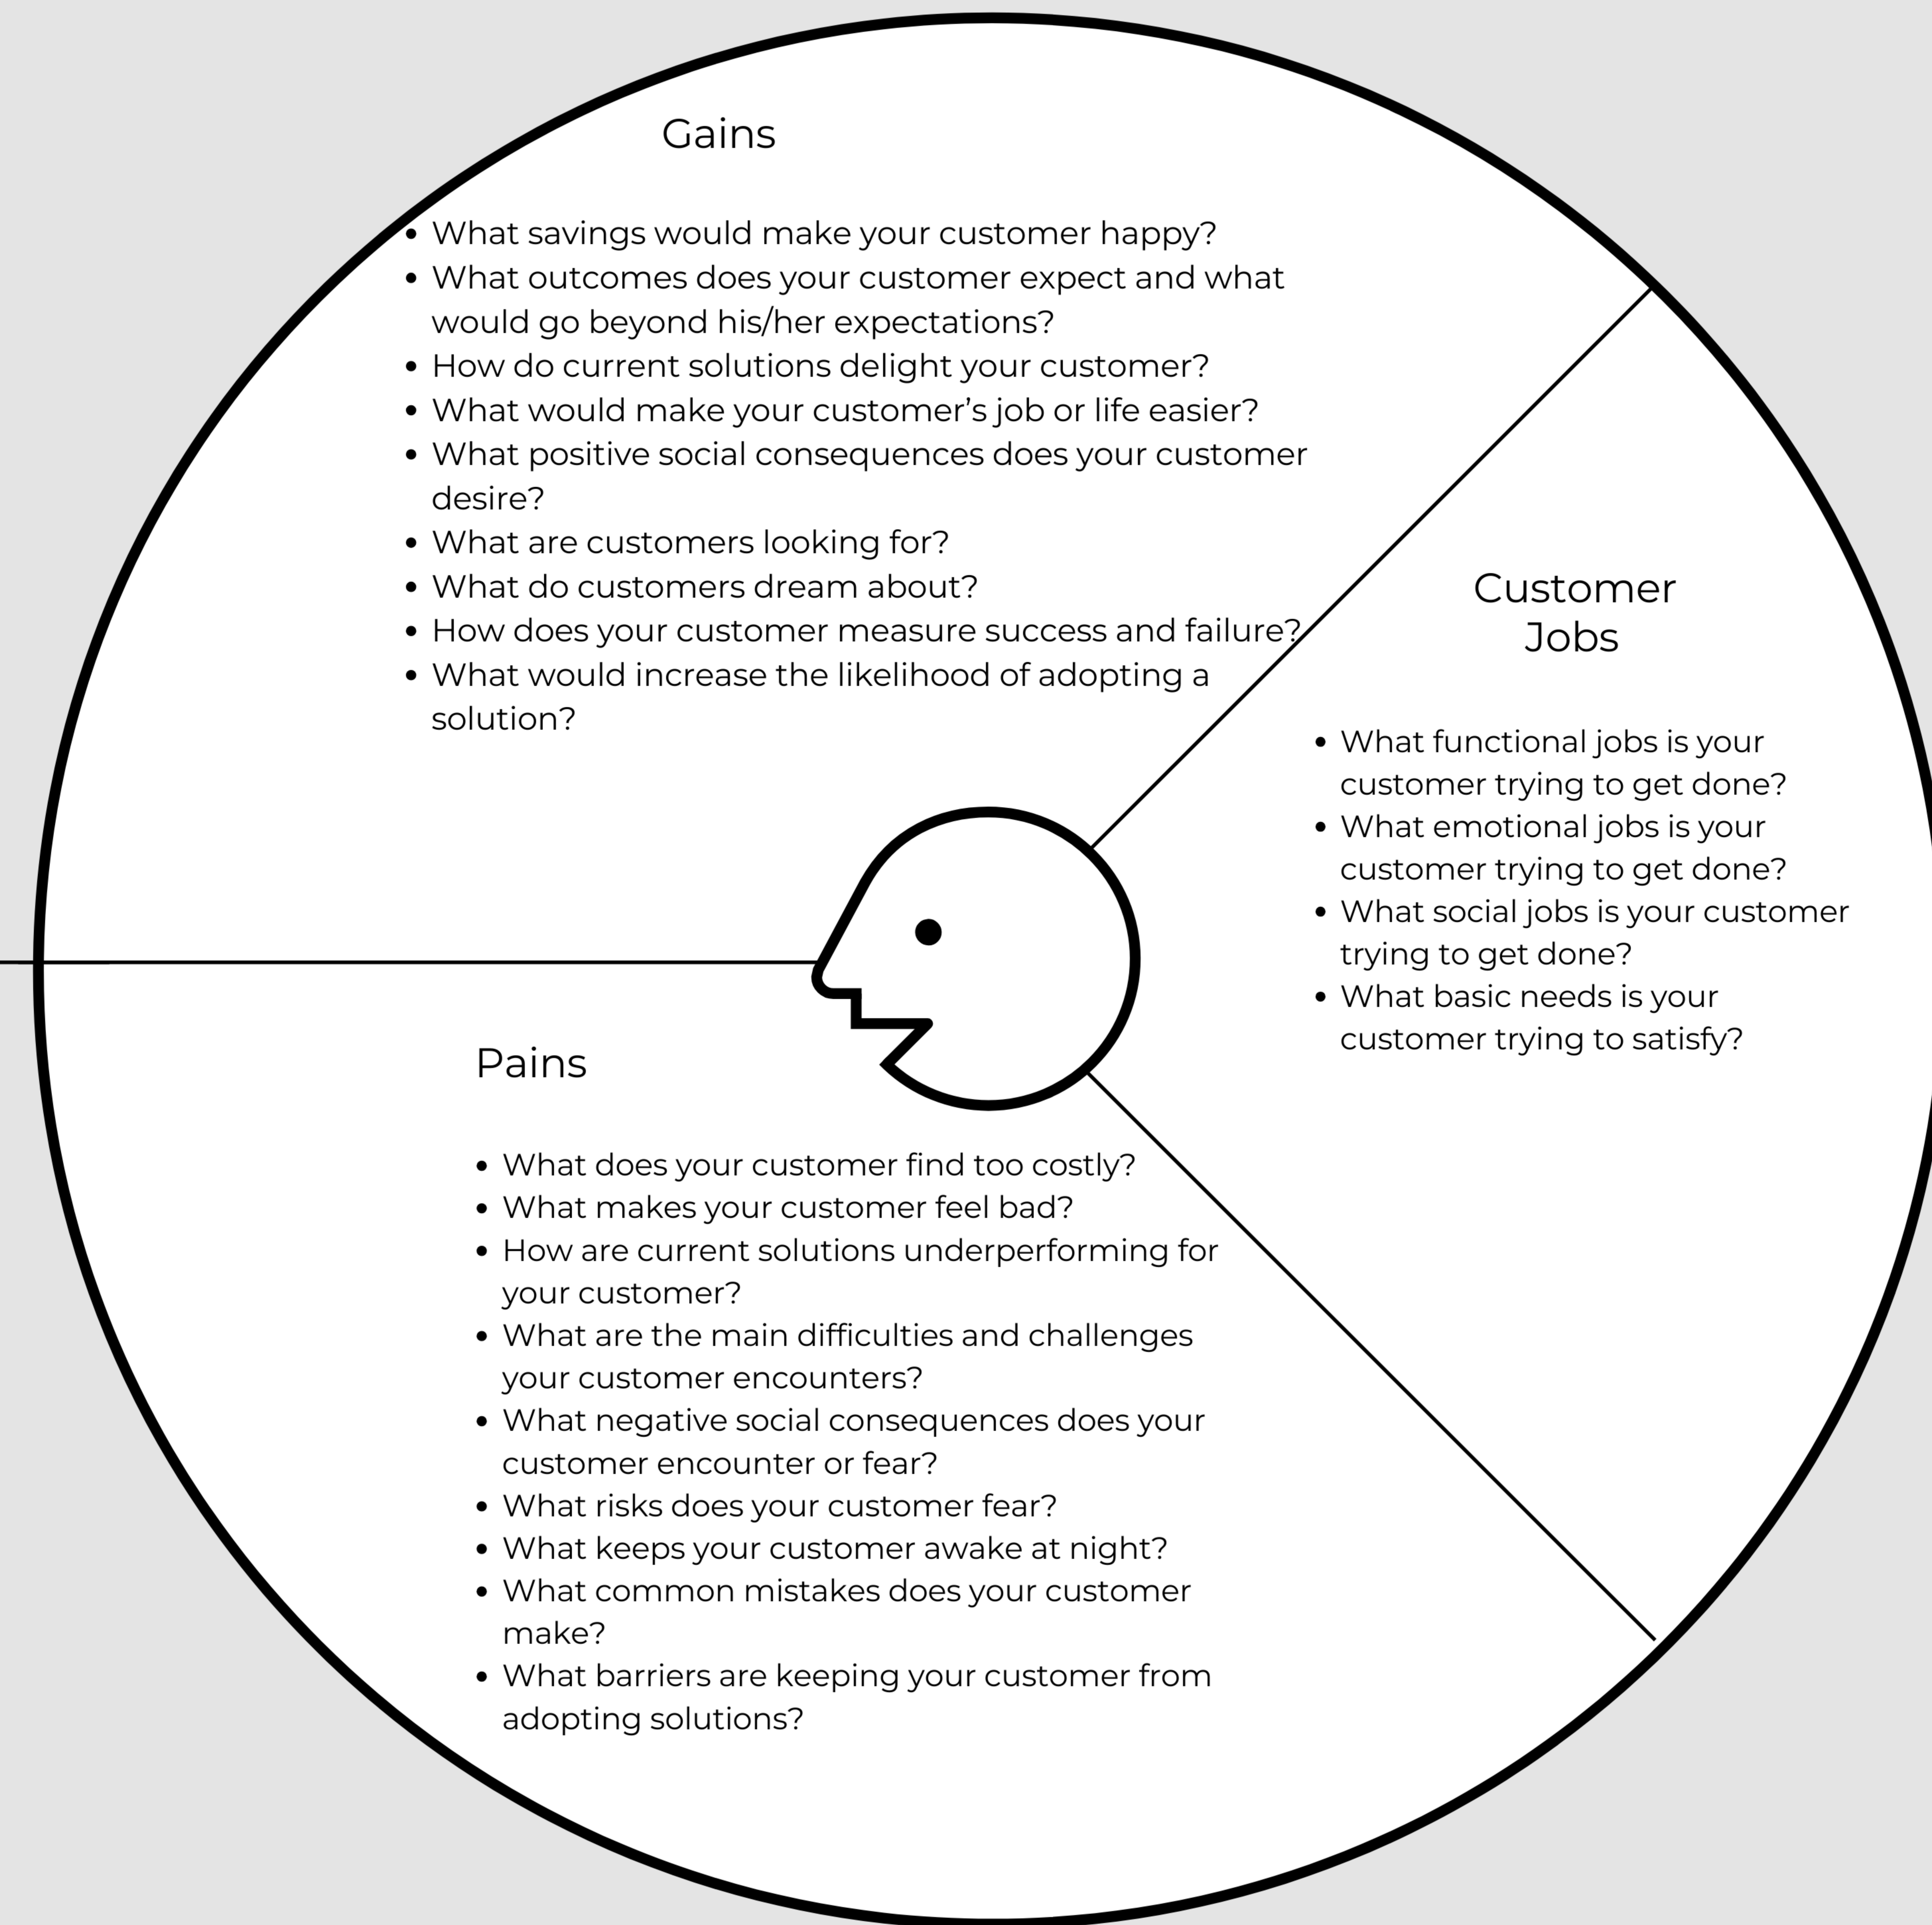 Gains
• What savings would make your customer happy?
• What outcomes does your customer expect and what
would go beyond his/her expectations?
• How do current solutions delight your customer?
• What would make your customer’s job or life easier?
• What positive social consequences does your customer
desire?
• What are customers looking for?
• What do customers dream about?
• How does your customer measure success and failure?
• What would increase the likelihood of adopting a
solution?
Customer
Jobs
• What functional jobs is your
customer trying to get done?
• What emotional jobs is your
customer trying to get done?
• What social jobs is your customer
trying to get done?
• What basic needs is your
customer trying to satisfy?
Pains
• What does your customer find too costly?
• What makes your customer feel bad?
• How are current solutions underperforming for
your customer?
• What are the main difficulties and challenges
your customer encounters?
• What negative social consequences does your
customer encounter or fear?
• What risks does your customer fear?
• What keeps your customer awake at night?
• What common mistakes does your customer
make?
• What barriers are keeping your customer from
adopting solutions?